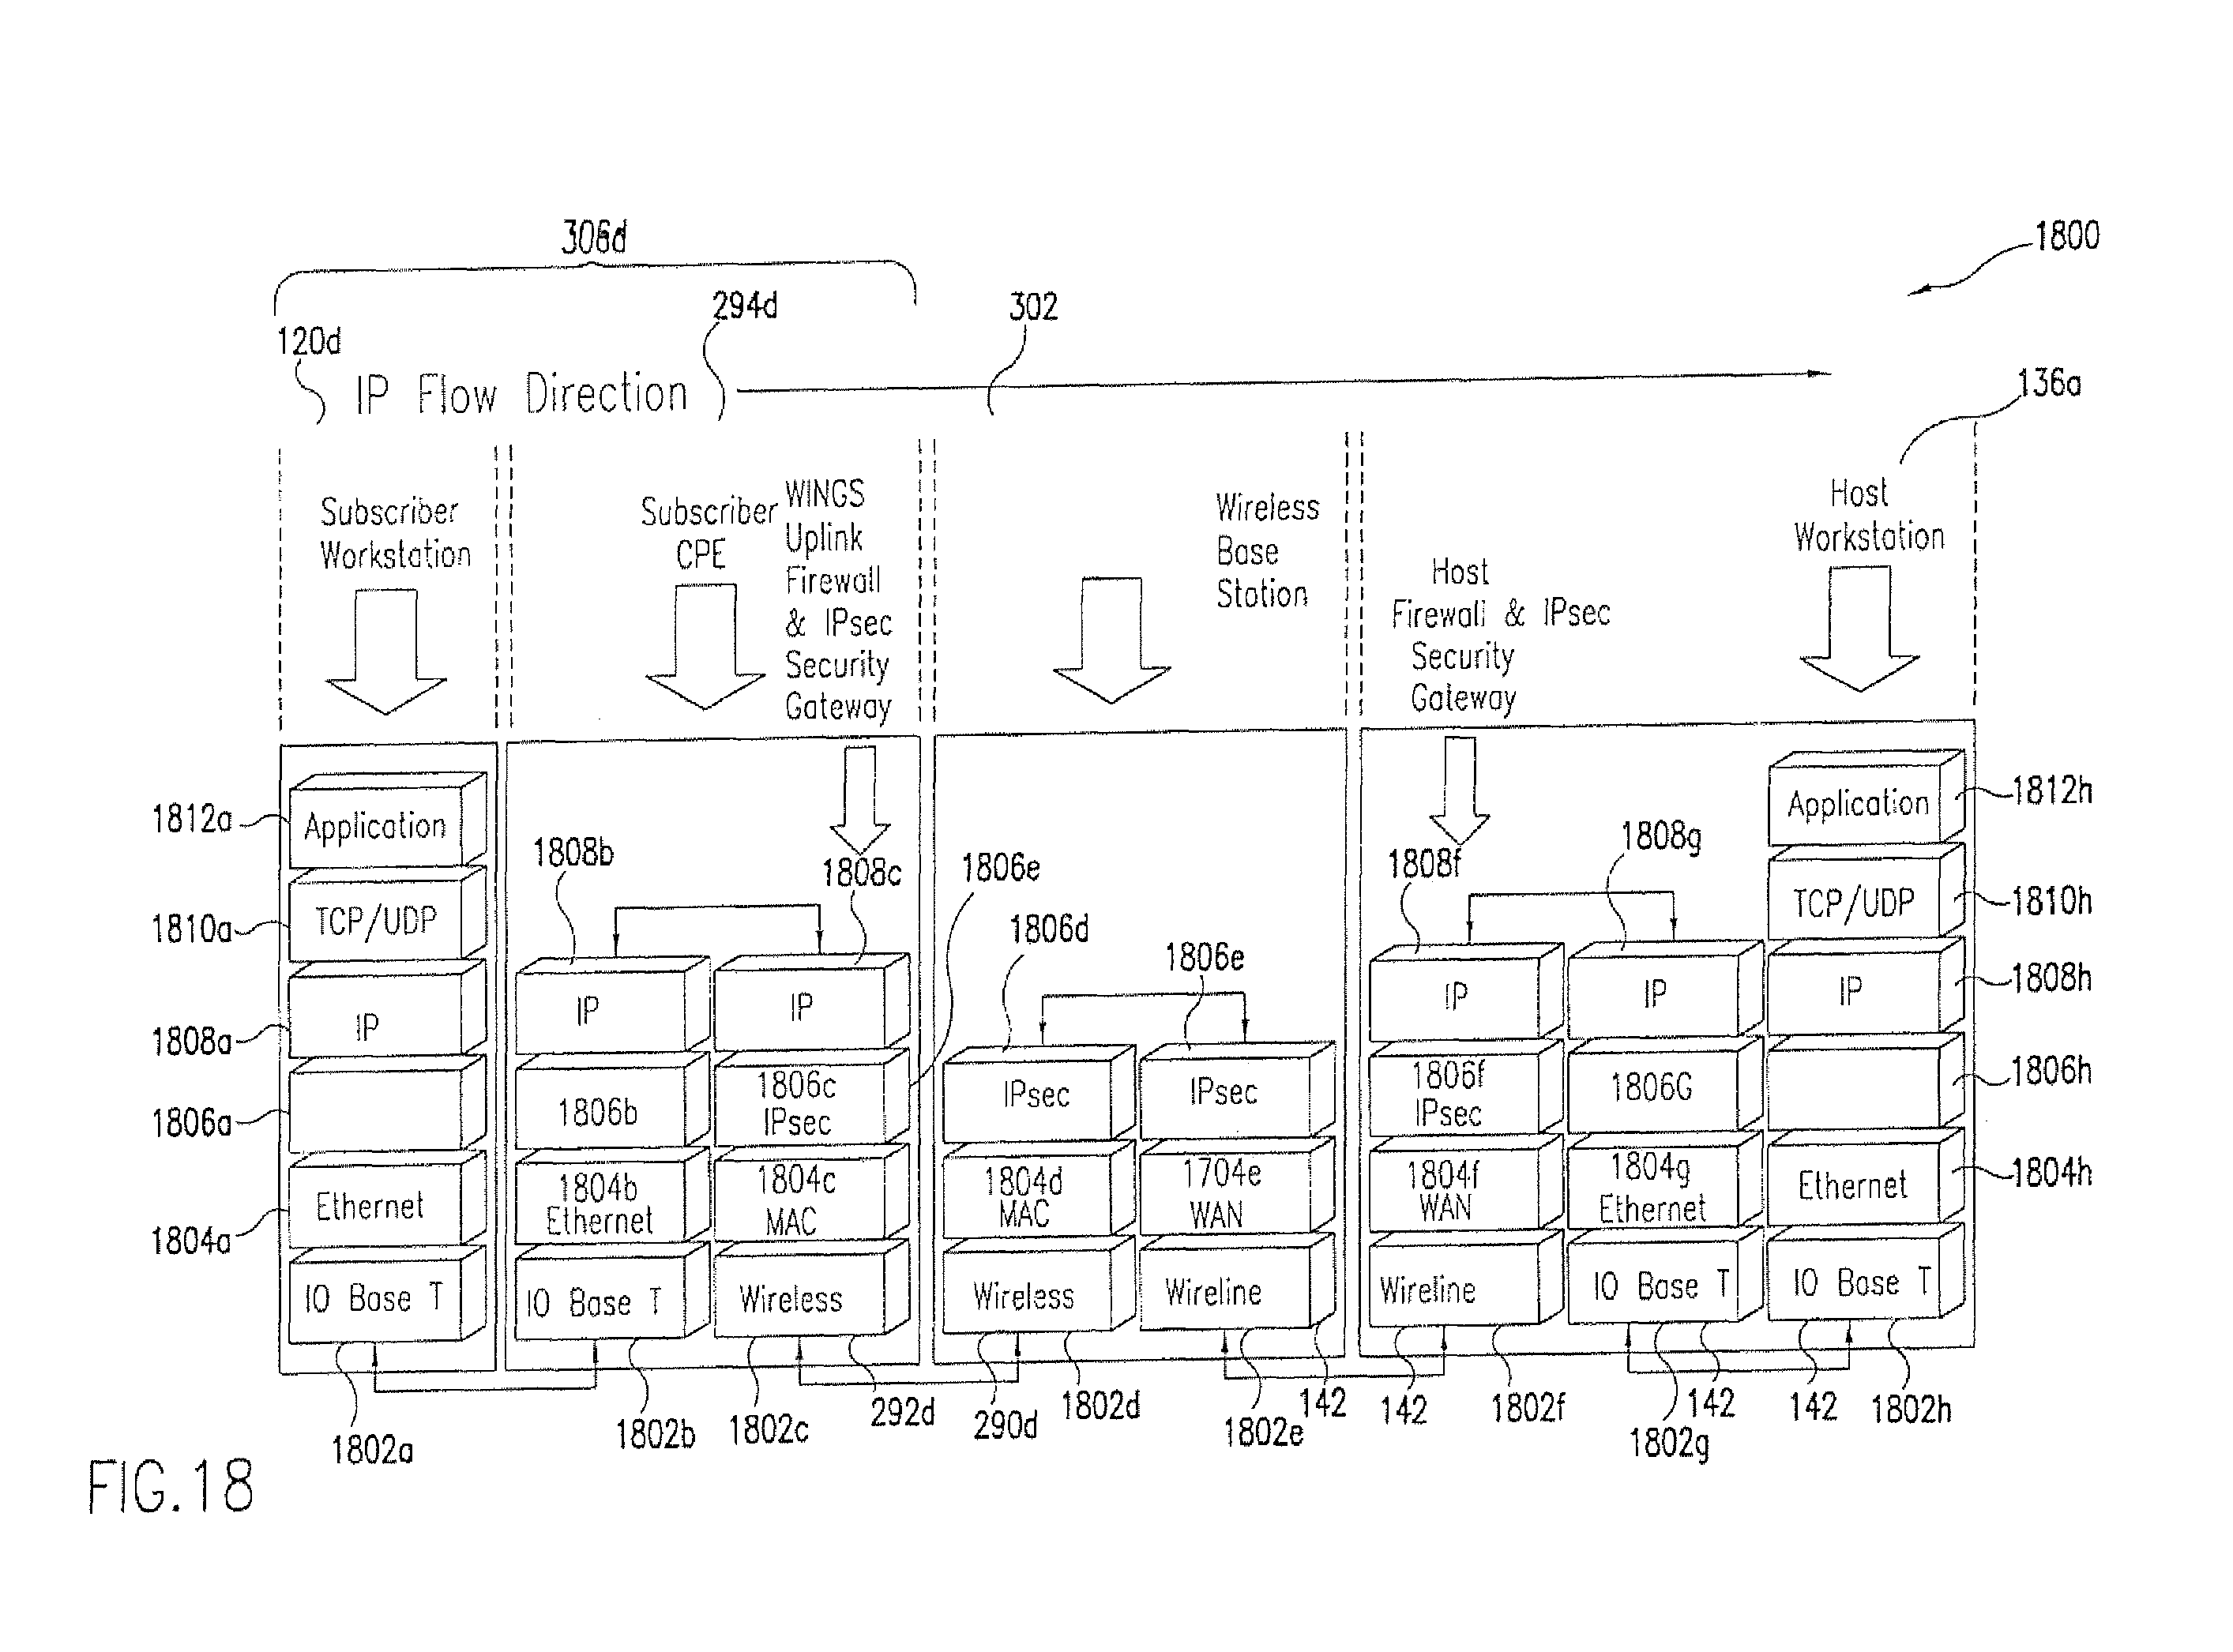 306d
1800
294d
302
120d
IP Flow Direction
136a
Subscriber
Workstation
Subscriber
CPE
WINGS
Uplink
Firewall
& IPsec
Security
Gateway
Wireless
Base
Station
Host
Firewall & IPsec
Security
Gateway
Host
Workstation
1812a
Application
1810a
TCP/UDP
1808a
IP
1806a
1804a
Ethernet
IO Base T
1802a
1808b
IP
1806b
1804b
Ethernet
IO Base T
1802b
1808c
IP
1806c
IPsec
1806e
1804c
MAC
Wireless
1802c
292d
1806d
IPsec
1804d
MAC
Wireless
290d
1802d
1806e
IPsec
1704e
WAN
Wireline
1802e
142
1808f
IP
1806f
IPsec
1804f
WAN
Wireline
142
1802f
1808g
IP
1806G
1804g
Ethernet
IO Base T
1802g
142
Application
1812h
TCP/UDP
1810h
IP
1808h
1806h
Ethernet
1804h
IO Base T
142
1802h
FIG.18